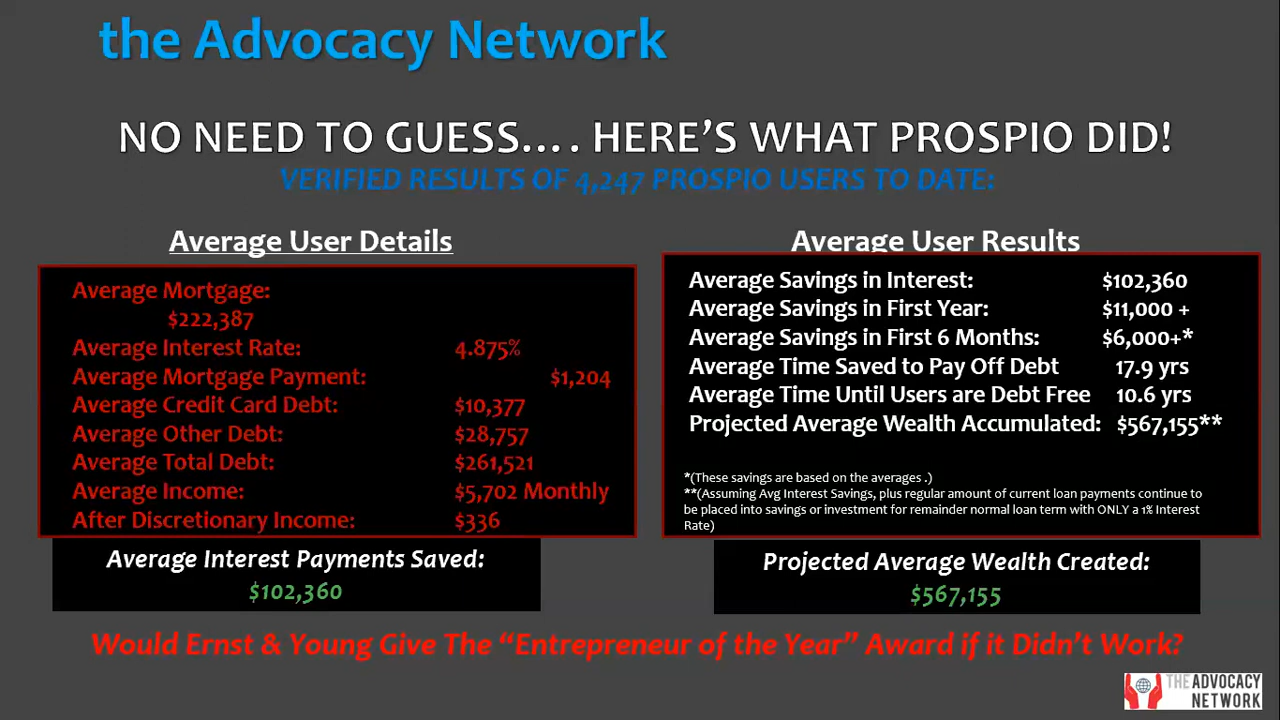 the Advocacy Network
NO NEED TO GUESS…. HERE'S WHAT PROSPIO DID!
VERIFIED RESULTS OF 4,247 PROSPIO USERS TO DATE:
Average User Details
Average Mortgage:
$222,387
Average Interest Rate: 4.875%
Average Mortgage Payment: $1,204
Average Credit Card Debt: $10,377
Average Other Debt: $28,757
Average Total Debt: $261,521
Average Income: $5,702 Monthly
After Discretionary Income: $336
Average Interest Payments Saved:
$102,360
Average User Results
Average Savings in Interest: $102,360
Average Savings in First Year: $11,000 +
Average Savings in First 6 Months: $6,000+*
Average Time Saved to Pay Off Debt 17.9 yrs
Average Time Until Users are Debt Free 10.6 yrs
Projected Average Wealth Accumulated: $567,155**
*(These savings are based on the averages .)
**(Assuming Avg Interest Savings, plus regular amount of current loan payments continue to
be placed into savings or investment for remainder normal loan term with ONLY a 1% Interest
Rate)
Projected Average Wealth Created:
$567,155
Would Ernst & Young Give The “Entrepreneur of the Year” Award if it Didn't Work?
THE ADVOCACY
NETWORK